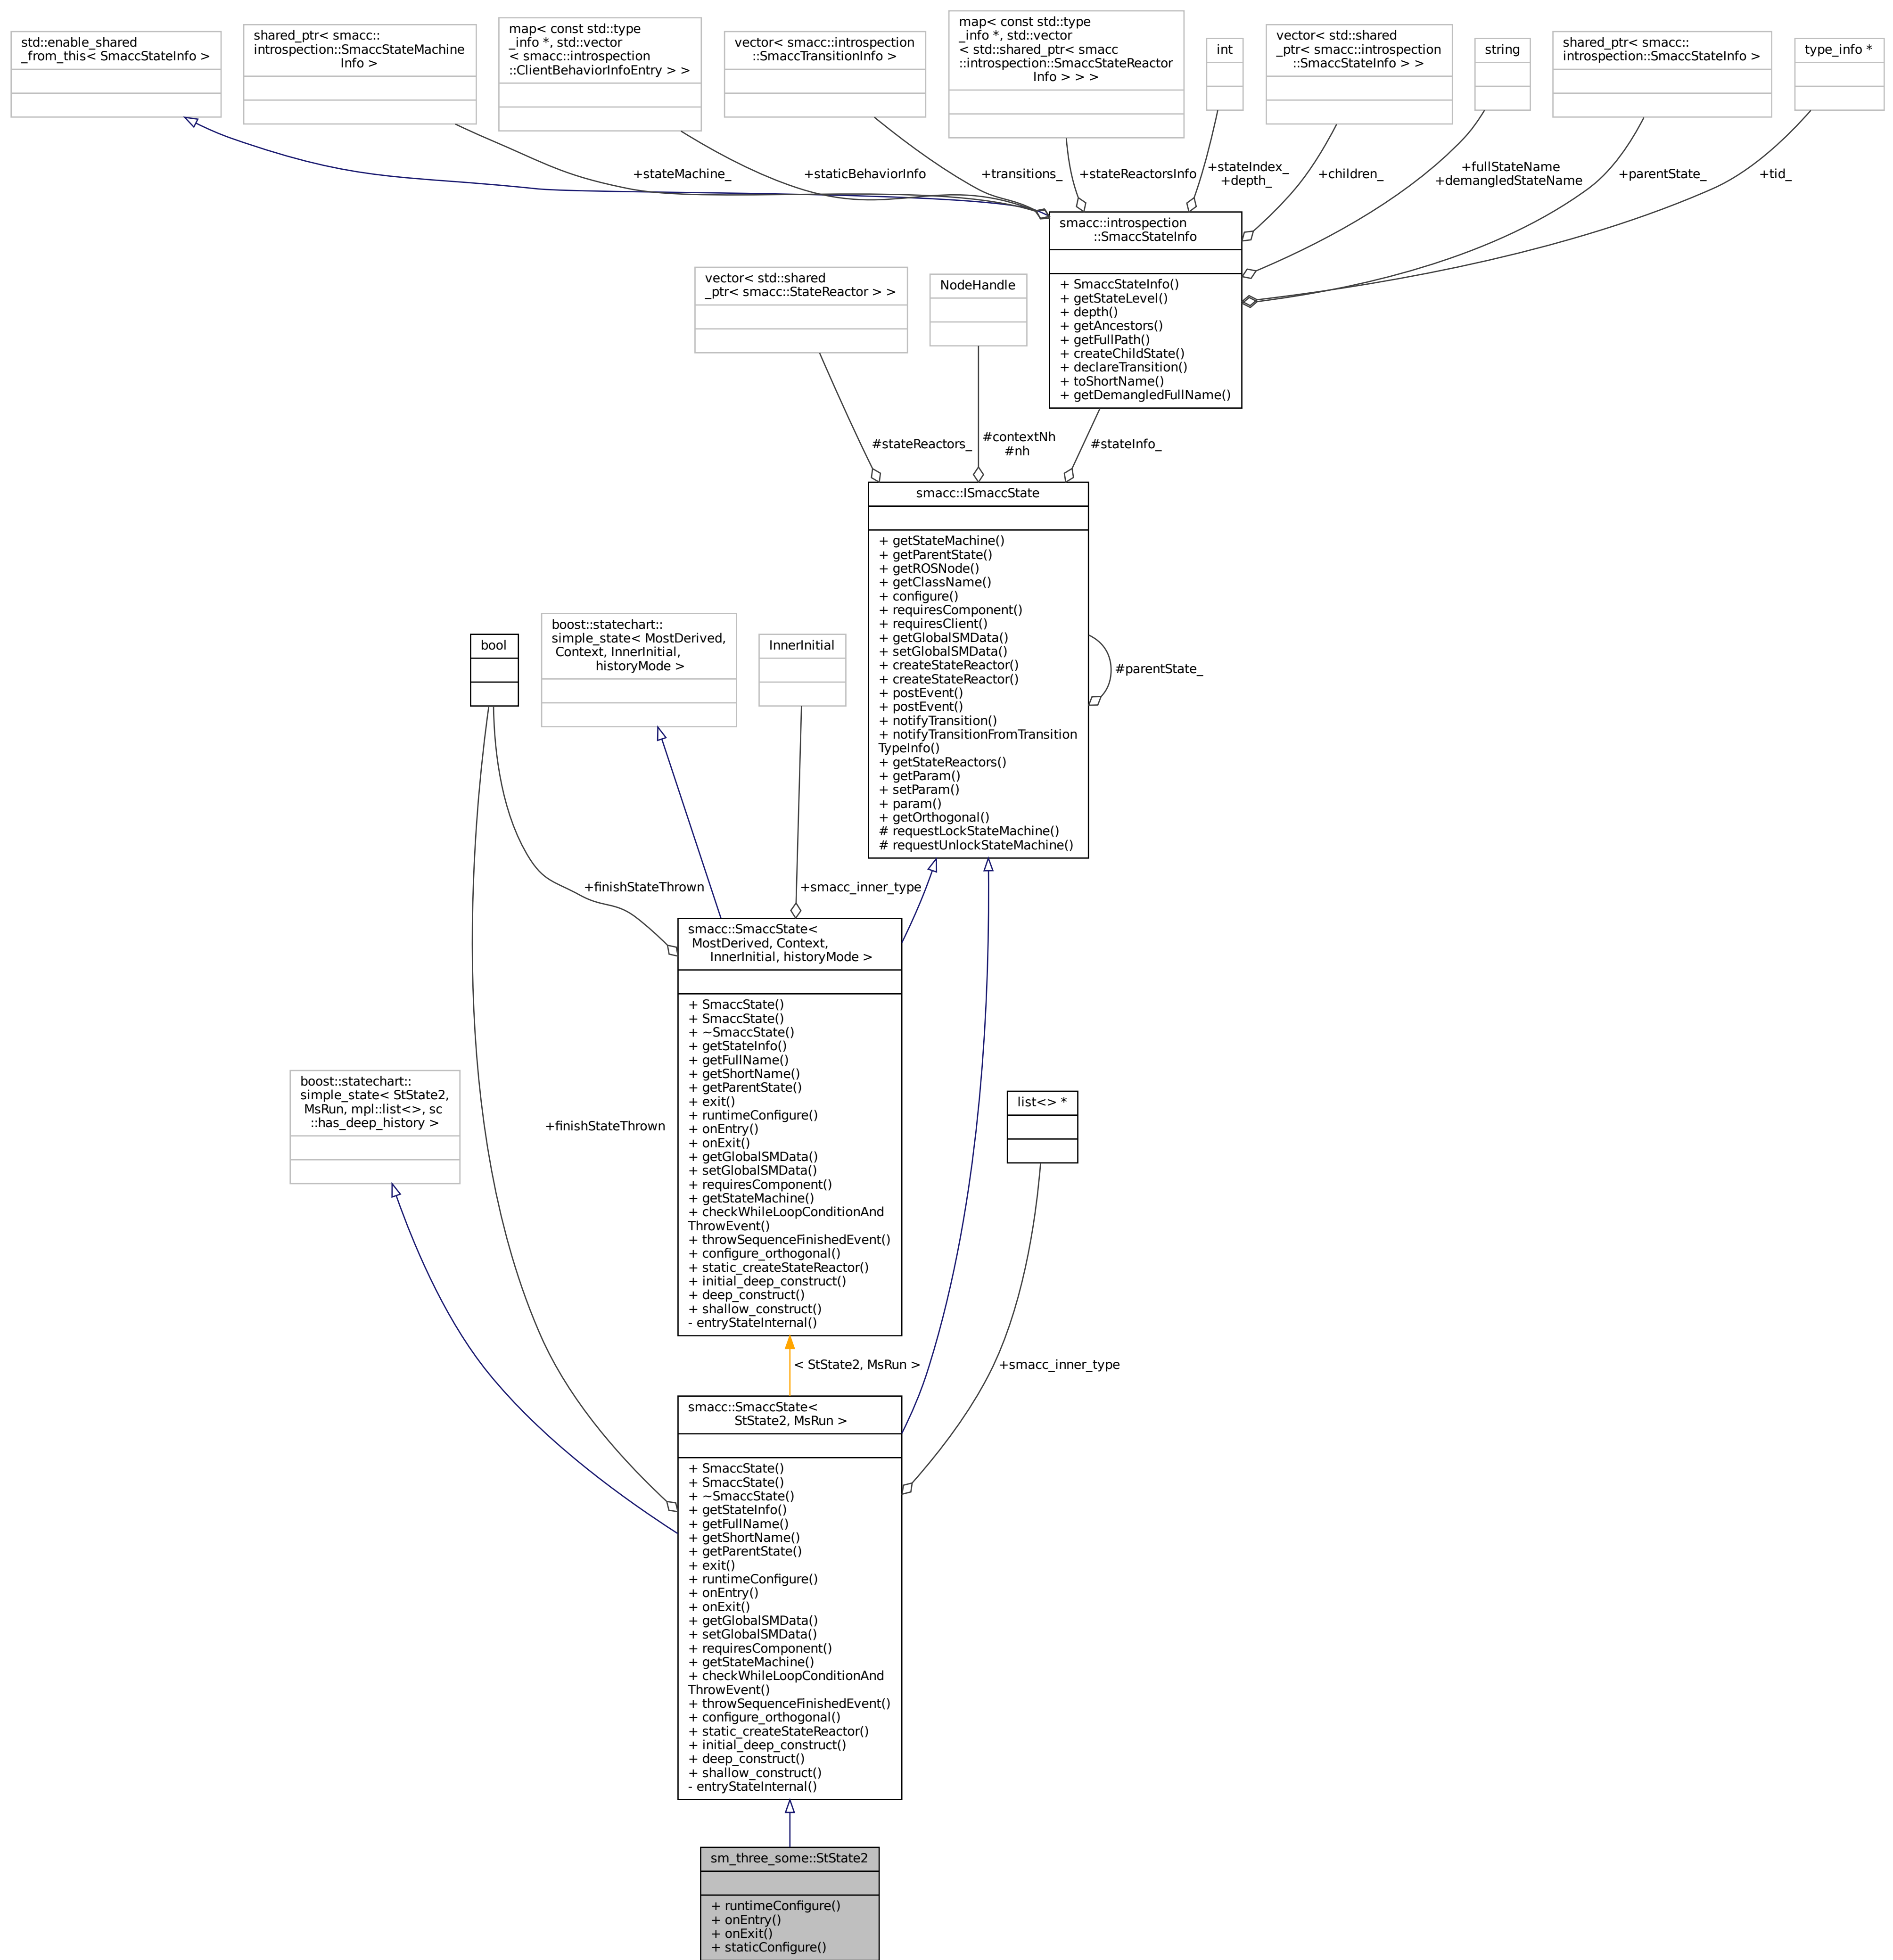 std::enable_shared
_from_this< SmaccStateInfo >
shared_ptr< smacc::
introspection::SmaccStateMachine
Info >
map< const std::type
_info *, std::vector
< smacc::introspection
::ClientBehaviorInfoEntry > >
vector< smacc::introspection
::SmaccTransitionInfo >
map< const std::type
_info *, std::vector
< std::shared_ptr< smacc
::introspection::SmaccStateReactor
Info > > >
int
vector< std::shared
_ptr< smacc::introspection
::SmaccStateInfo > >
string
shared_ptr< smacc::
introspection::SmaccStateInfo >
type_info *
+stateMachine_
+staticBehaviorInfo
+transitions_
+stateReactorsInfo
+stateIndex_
+depth_
+children_
+fullStateName
+demangledStateName
+parentState_
+tid_
smacc::introspection
::SmaccStateInfo
+ SmaccStateInfo()
+ getStateLevel()
+ depth()
+ getAncestors()
+ getFullPath()
+ createChildState()
+ declareTransition()
+ toShortName()
+ getDemangledFullName()
vector< std::shared
_ptr< smacc::StateReactor > >
NodeHandle
#stateReactors_
#contextNh
#nh
#stateInfo_
smacc::ISmaccState
+ getStateMachine()
+ getParentState()
+ getROSNode()
+ getClassName()
+ configure()
+ requiresComponent()
+ requiresClient()
+ getGlobalSMData()
+ setGlobalSMData()
+ createStateReactor()
+ createStateReactor()
+ postEvent()
+ postEvent()
+ notifyTransition()
+ notifyTransitionFromTransition
TypeInfo()
+ getStateReactors()
+ getParam()
+ setParam()
+ param()
+ getOrthogonal()
# requestLockStateMachine()
# requestUnlockStateMachine()
#parentState_
bool
boost::statechart::
simple_state< MostDerived,
Context, InnerInitial,
historyMode >
InnerInitial
+finishStateThrown
+smacc_inner_type
smacc::SmaccState<
MostDerived, Context,
InnerInitial, historyMode >
+ SmaccState()
+ SmaccState()
+ ~SmaccState()
+ getStateInfo()
+ getFullName()
+ getShortName()
+ getParentState()
+ exit()
+ runtimeConfigure()
+ onEntry()
+ onExit()
+ getGlobalSMData()
+ setGlobalSMData()
+ requiresComponent()
+ getStateMachine()
+ checkWhileLoopConditionAnd
ThrowEvent()
+ throwSequenceFinishedEvent()
+ configure_orthogonal()
+ static_createStateReactor()
+ initial_deep_construct()
+ deep_construct()
+ shallow_construct()
- entryStateInternal()
boost::statechart::
simple_state< StState2,
MsRun, mpl::list<>, sc
::has_deep_history >
+finishStateThrown
list<> *
< StState2, MsRun >
+smacc_inner_type
smacc::SmaccState<
StState2, MsRun >
+ SmaccState()
+ SmaccState()
+ ~SmaccState()
+ getStateInfo()
+ getFullName()
+ getShortName()
+ getParentState()
+ exit()
+ runtimeConfigure()
+ onEntry()
+ onExit()
+ getGlobalSMData()
+ setGlobalSMData()
+ requiresComponent()
+ getStateMachine()
+ checkWhileLoopConditionAnd
ThrowEvent()
+ throwSequenceFinishedEvent()
+ configure_orthogonal()
+ static_createStateReactor()
+ initial_deep_construct()
+ deep_construct()
+ shallow_construct()
- entryStateInternal()
sm_three_some::StState2
+ runtimeConfigure()
+ onEntry()
+ onExit()
+ staticConfigure()